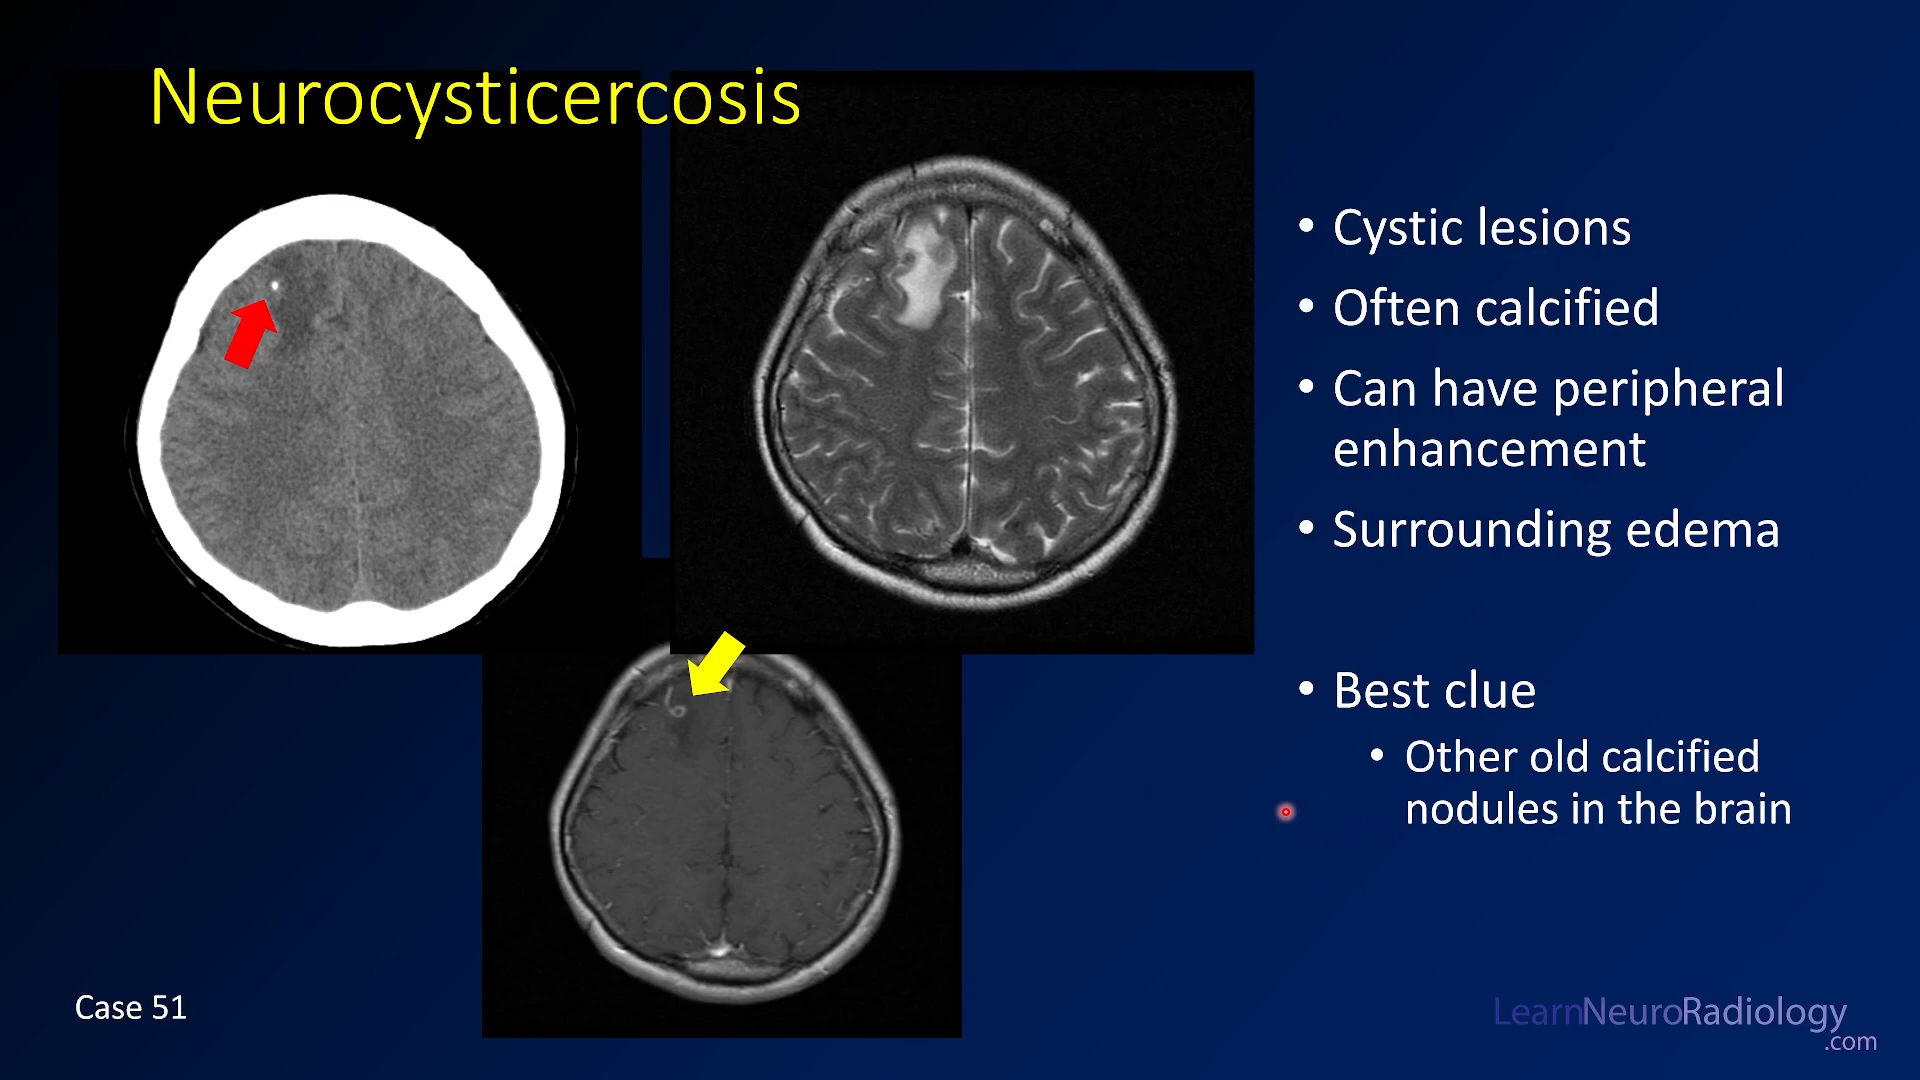 Neurocysticercosis
• Cystic lesions
• Often calcified
• Can have peripheral
enhancement
• Surrounding edema
• Best clue
• Other old calcified
nodules in the brain
Case 51
LearnNeuroRadiology
.com